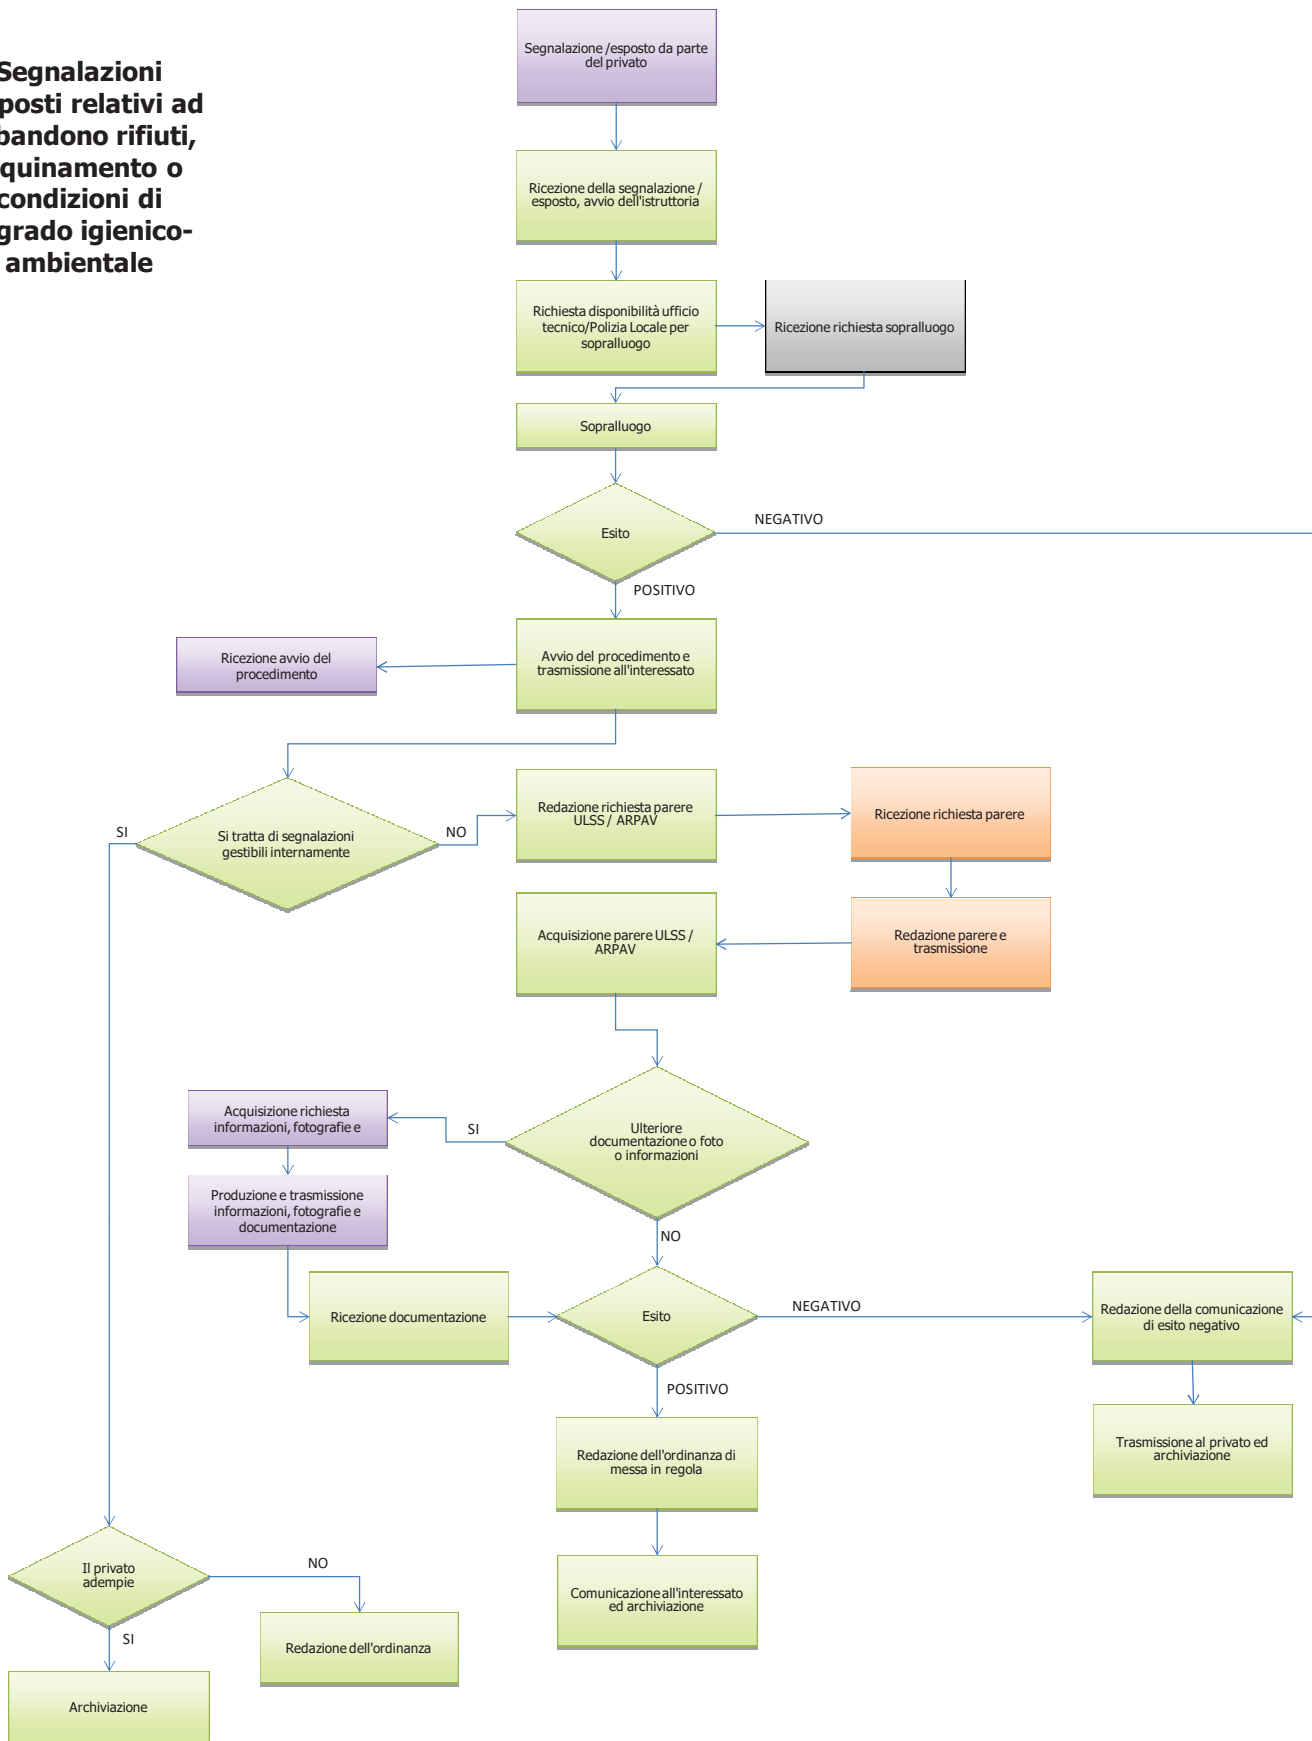 Segnalazioni
posti relativi ad
bandono rifiuti,
quinamento o
condizioni di
grado igienico-
ambientale
Segnalazione /esposto da parte
del privato
Ricezione della segnalazione /
esposto, avvio dell'istruttoria
Richiesta disponibilità ufficio
tecnico/Polizia Locale per
sopralluogo
Ricezione richiesta sopralluogo
Sopralluogo
Esito
NEGATIVO
POSITIVO
Avvio del procedimento e
trasmissione all'interessato
Ricezione avvio del
procedimento
Si tratta di segnalazioni
gestibili internamente
SI
NO
Redazione richiesta parere
ULSS / ARPAV
Ricezione richiesta parere
Acquisizione parere ULSS /
ARPAV
Redazione parere e
trasmissione
Ulteriore
documentazione o foto
o informazioni
SI
NO
Acquisizione richiesta
informazioni, fotografie e
Produzione e trasmissione
informazioni, fotografie e
documentazione
Ricezione documentazione
Esito
NEGATIVO
POSITIVO
Redazione della comunicazione
di esito negativo
Trasmissione al privato ed
archiviazione
Redazione dell'ordinanza di
messa in regola
Comunicazione all'interessato
ed archiviazione
Il privato
adempie
NO
SI
Redazione dell'ordinanza
Archiviazione